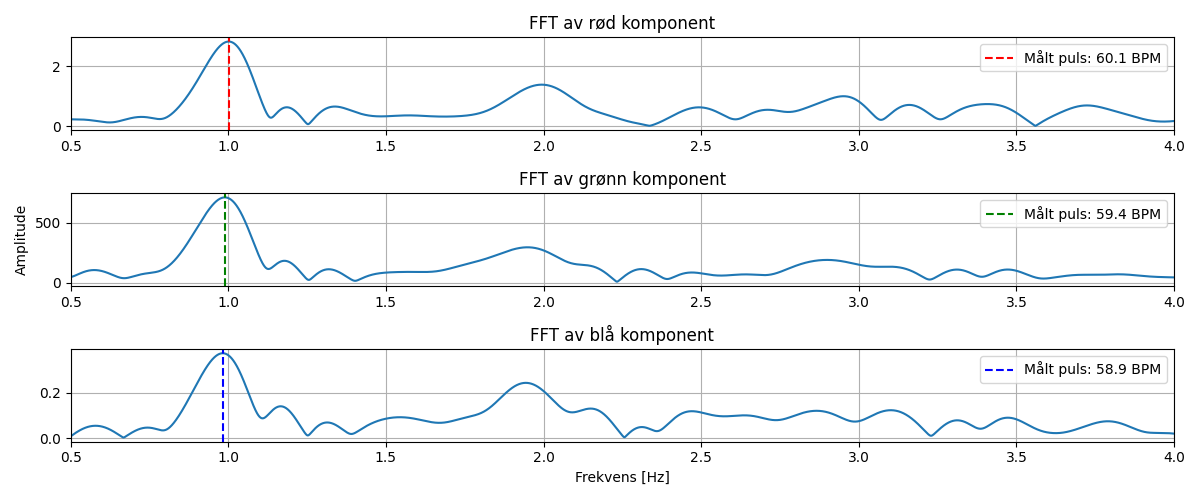 FFT av rød komponent
2
0
Målt puls: 60.1 BPM
0.5 1.0 1.5 2.0 2.5 3.0 3.5 4.0
FFT av grønn komponent
Amplitude
500
0
Målt puls: 59.4 BPM
0.5 1.0 1.5 2.0 2.5 3.0 3.5 4.0
FFT av blå komponent
0.2
0.0
Målt puls: 58.9 BPM
0.5 1.0 1.5 2.0 2.5 3.0 3.5 4.0
Frekvens [Hz]